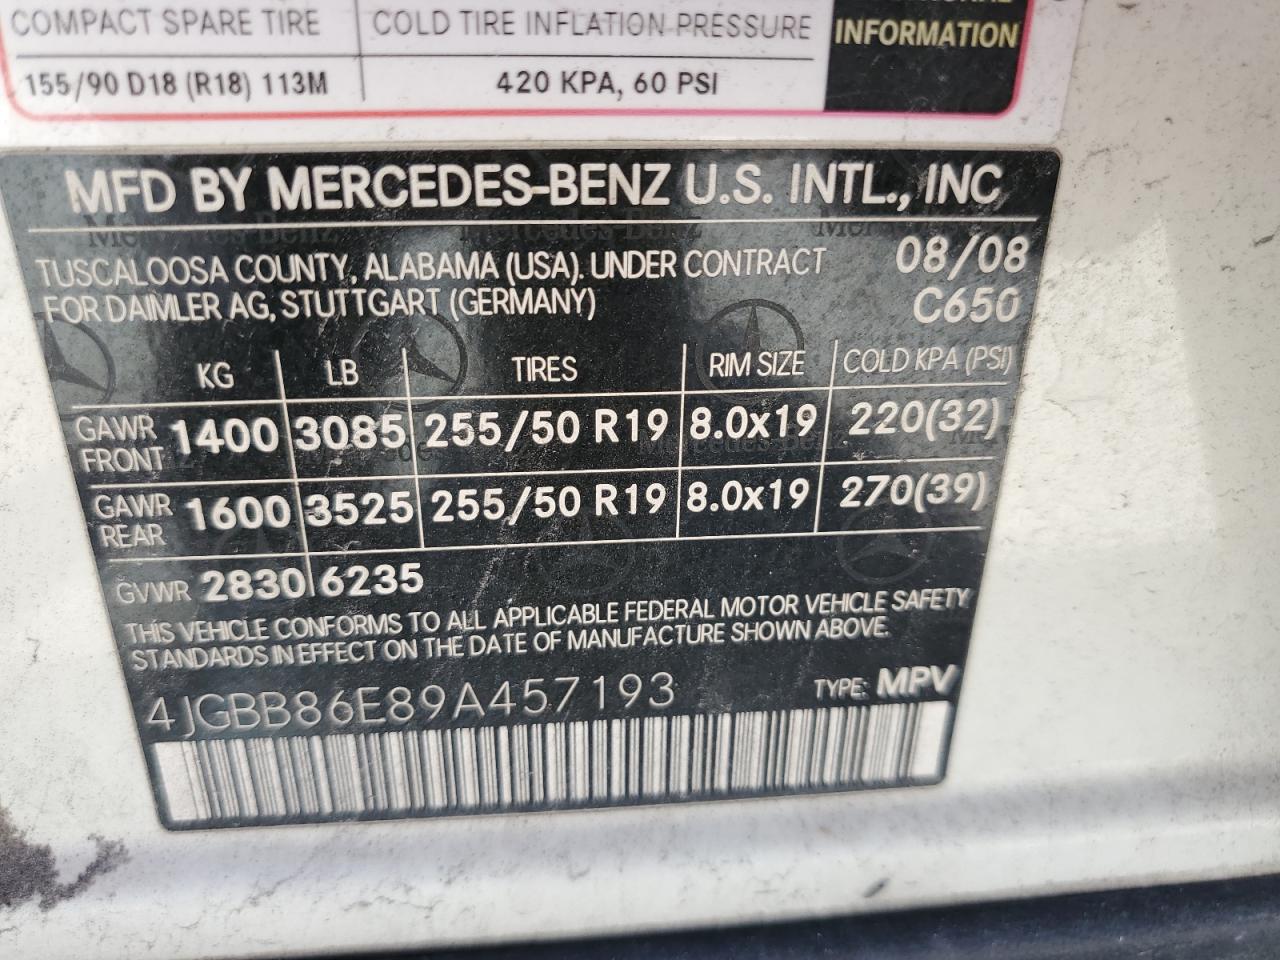 COMPACT SPARE TIRE COLD TIRE INFLATION PRESSURE
INFORMATION
155/90 D18 (R18) 113M 420 KPA, 60 PSI
MFD BY MERCEDES-BENZ U.S. INTL., INC
TUSCALOOSA COUNTY, ALABAMA (USA). UNDER CONTRACT 08/08
FOR DAIMLER AG, STUTTGART (GERMANY) C650
KG LB TIRES RIM SIZE COLD KPA (PSI)
GAWR FRONT 1400 3085 255/50 R19 8.0x19 220(32)
GAWR REAR 1600 3525 255/50 R19 8.0x19 270(39)
GVWR 2830 6235
THIS VEHICLE CONFORMS TO ALL APPLICABLE FEDERAL MOTOR VEHICLE SAFETY
STANDARDS IN EFFECT ON THE DATE OF MANUFACTURE SHOWN ABOVE.
4JGBB86E89A457193 TYPE: MPV